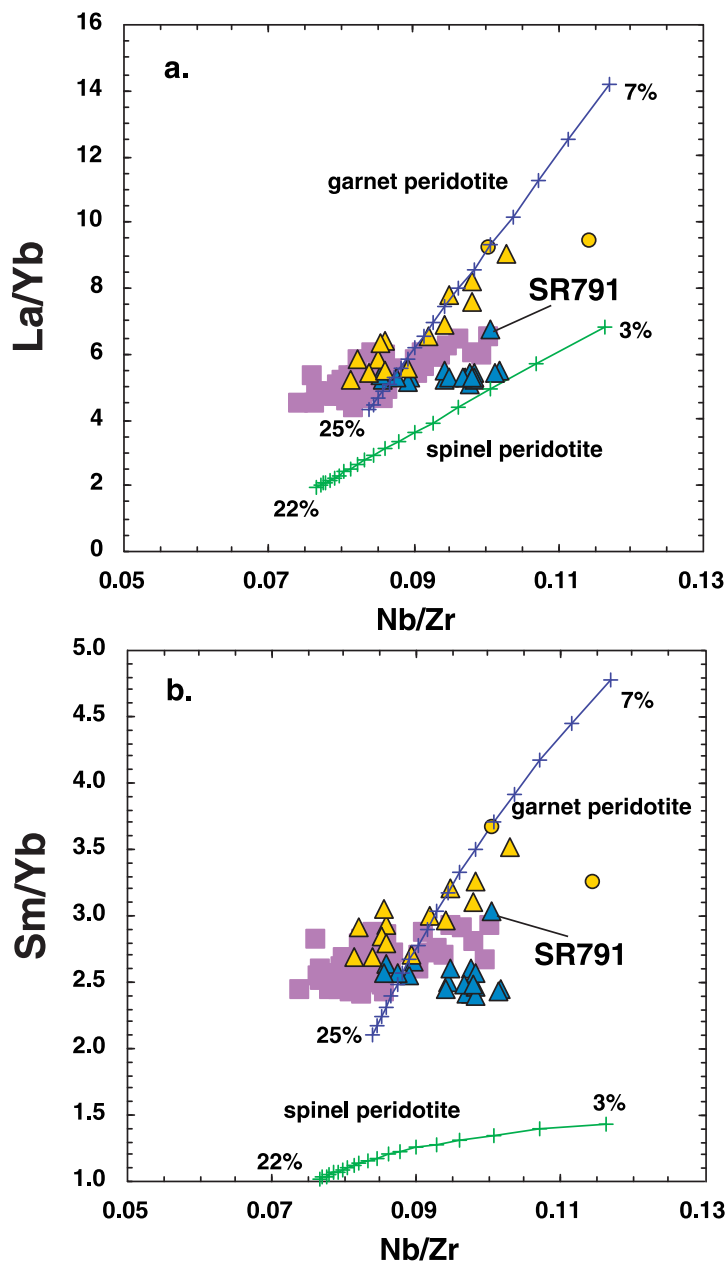 16
14
12
10
8
6
4
2
0
La/Yb
a.
7%
garnet peridotite
SR791
3%
25%
spinel peridotite
22%
0.05 0.07 0.09 0.11 0.13
Nb/Zr
5.0
4.5
4.0
3.5
3.0
2.5
2.0
1.5
1.0
Sm/Yb
b.
7%
garnet peridotite
SR791
25%
spinel peridotite
3%
22%
0.05 0.07 0.09 0.11 0.13
Nb/Zr